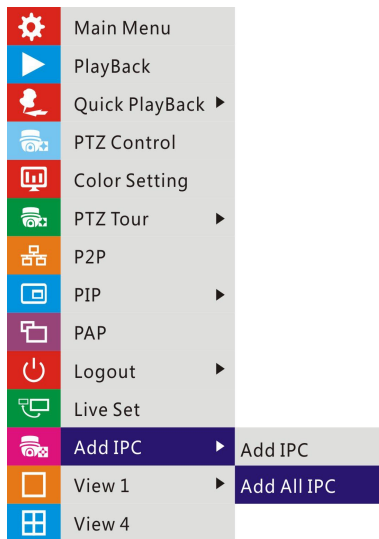 Main Menu
PlayBack
Quick PlayBack
PTZ Control
Color Setting
PTZ Tour
P2P
PIP
PAP
Logout
Live Set
Add IPC
Add IPC
View 1
Add All IPC
View 4